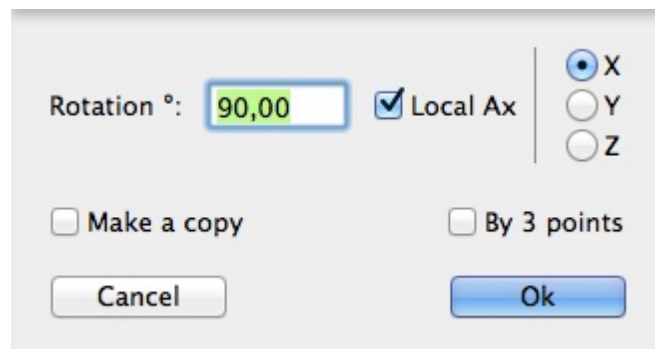 X
Rotation °: 90,00 Local Ax Y
Z
Make a copy By 3 points
Cancel Ok